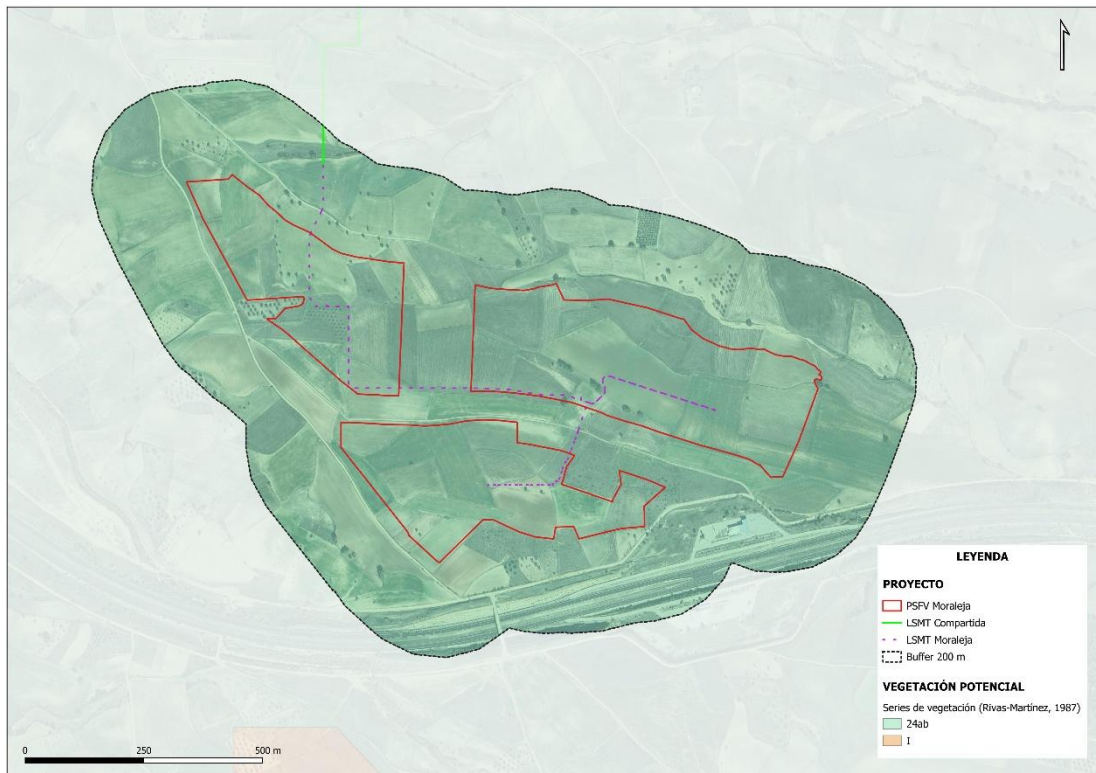 LEYENDA
PROYECTO
PSFV Moraleja
LSMT Compartida
LSMT Moraleja
Buffer 200 m
VEGETACIÓN POTENCIAL
Series de vegetación (Rivas-Martínez, 1987)
24ab
I
0 250 500 m